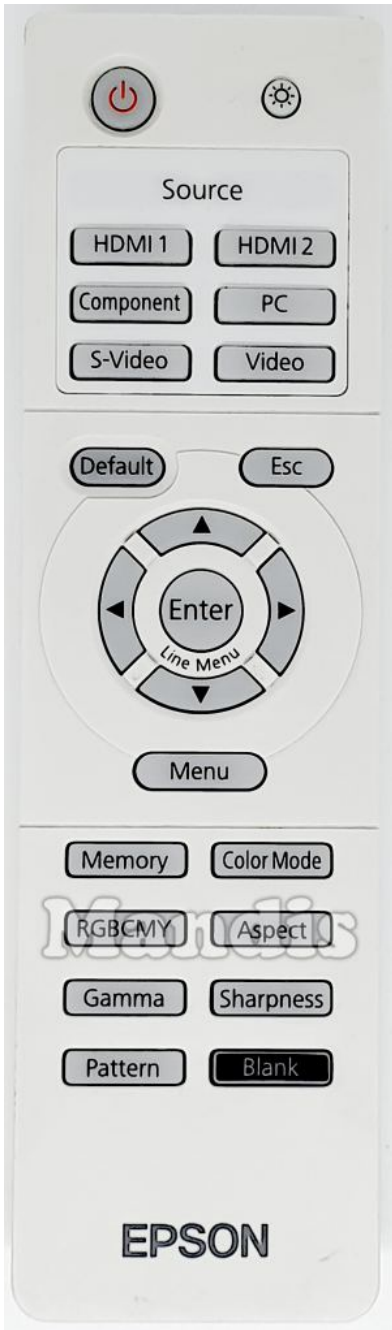 Source
HDMI 1 HDMI 2
Component PC
S-Video Video
Default Esc
Enter
Line Menu
Menu
Memory Color Mode
Mandis
RGBCMY Aspect
Gamma Sharpness
Pattern Blank
EPSON